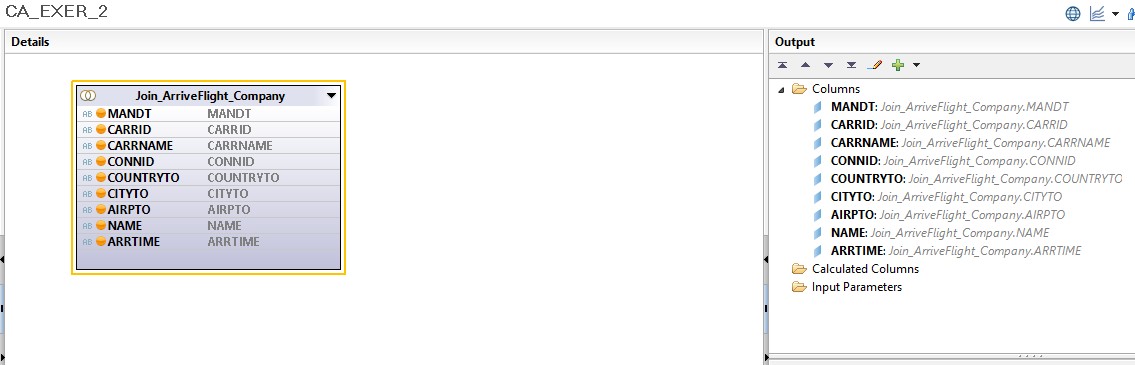 CA_EXER_2
Details
Join_ArriveFlight_Company
AB MANDT MANDT
AB CARRID CARRID
AB CARRNAME CARRNAME
AB CONNID CONNID
AB COUNTRYTO COUNTRYTO
AB CITYTO CITYTO
AB AIRPTO AIRPTO
AB NAME NAME
AB ARRTIME ARRTIME
Output
Columns
MANDT: Join_ArriveFlight_Company.MANDT
CARRID: Join_ArriveFlight_Company.CARRID
CARRNAME: Join_ArriveFlight_Company.CARRNAME
CONNID: Join_ArriveFlight_Company.CONNID
COUNTRYTO: Join_ArriveFlight_Company.COUNTRYTO
CITYTO: Join_ArriveFlight_Company.CITYTO
AIRPTO: Join_ArriveFlight_Company.AIRPTO
NAME: Join_ArriveFlight_Company.NAME
ARRTIME: Join_ArriveFlight_Company.ARRTIME
Calculated Columns
Input Parameters